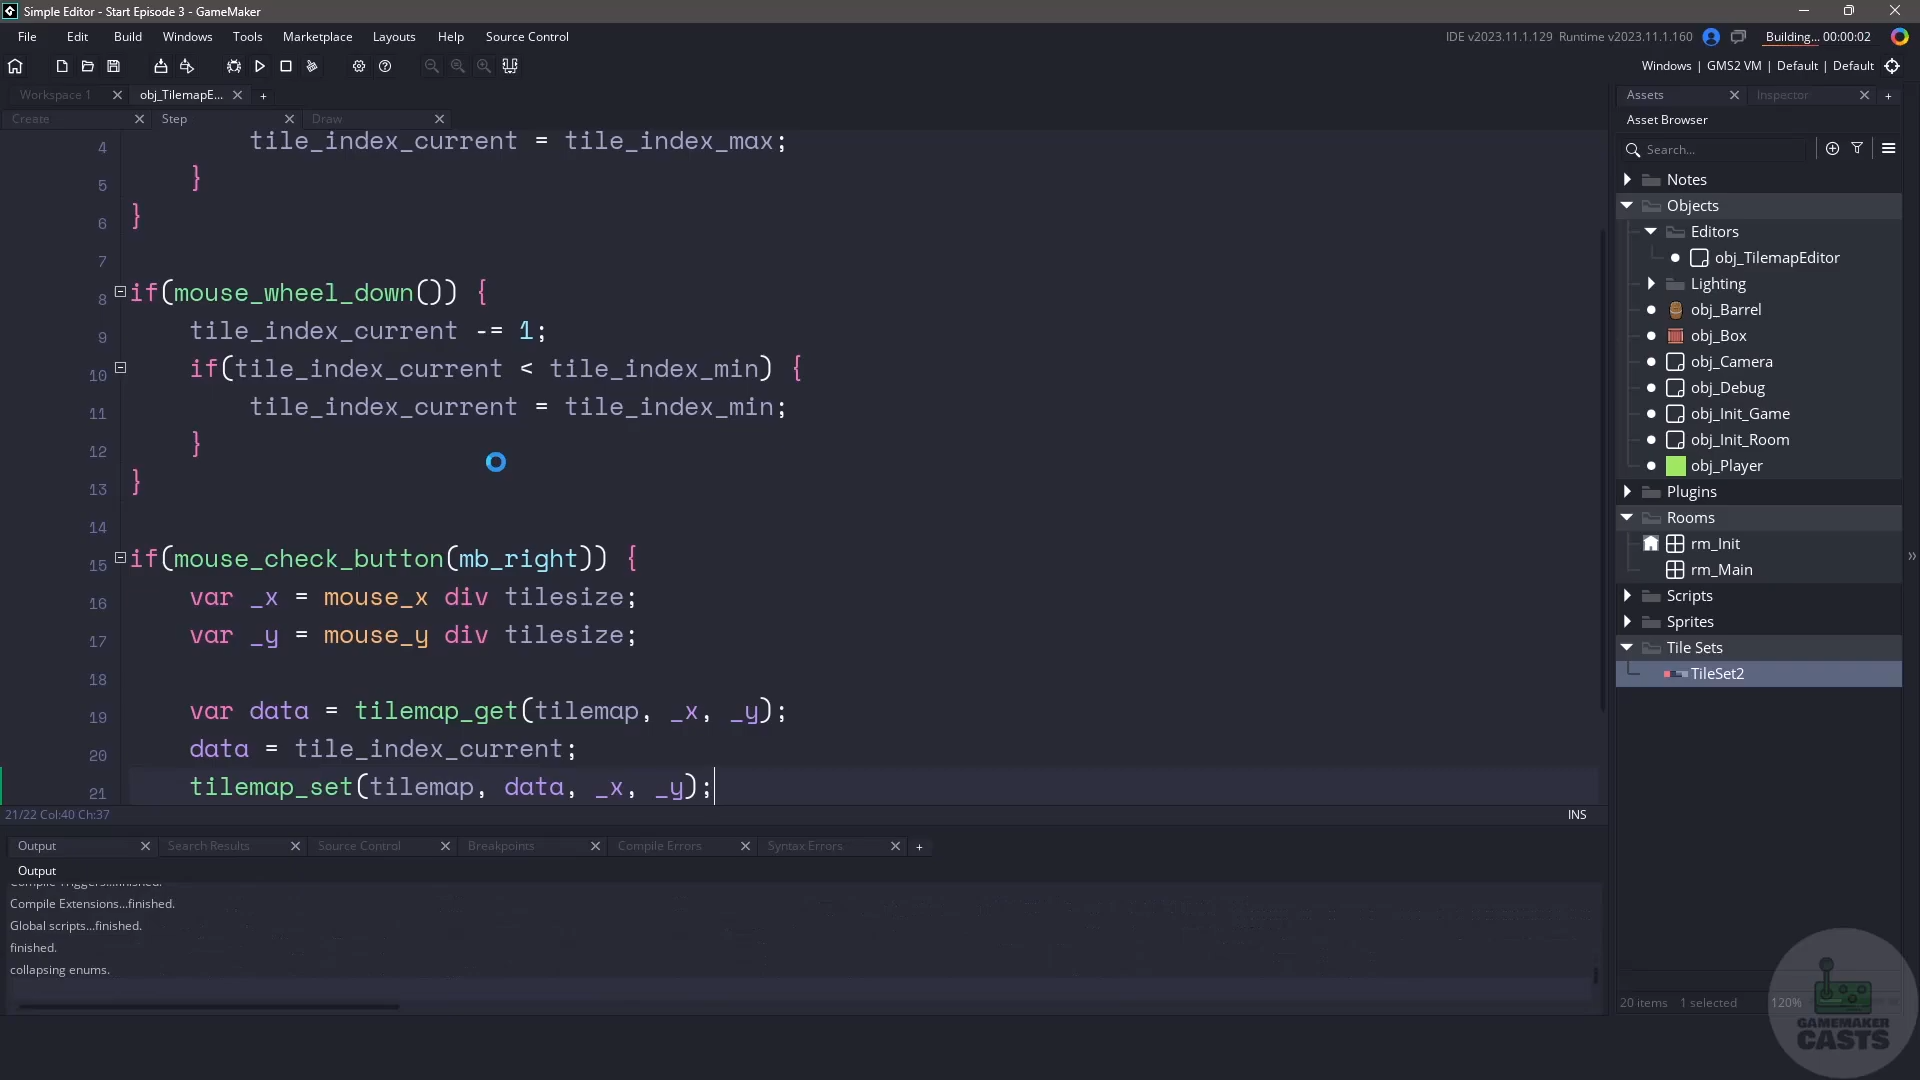 Simple Editor - Start Episode 3 - GameMaker
File Edit Build Windows Tools Marketplace Layouts Help Source Control
IDE v2023.11.1.129 Runtime v2023.11.1.160 Building... 00:00:02
Windows | GMS2 VM | Default | Default
Workspace 1 obj_TilemapE... +
Create Step Draw
4 tile_index_current = tile_index_max;
5 }
6 }
7
8 if(mouse_wheel_down()) {
9 tile_index_current -= 1;
10 if(tile_index_current < tile_index_min) {
11 tile_index_current = tile_index_min;
12 }
13 }
14
15 if(mouse_check_button(mb_right)) {
16 var _x = mouse_x div tilesize;
17 var _y = mouse_y div tilesize;
18
19 var data = tilemap_get(tilemap, _x, _y);
20 data = tile_index_current;
21 tilemap_set(tilemap, data, _x, _y);
21/22 Col:40 Ch:37 INS
Output Search Results Source Control Breakpoints Compile Errors Syntax Errors +
Output
Compile Triggers...finished.
Compile Extensions...finished.
Global scripts...finished.
finished.
collapsing enums.
Assets Inspector +
Asset Browser
Search...
Notes
Objects
Editors
obj_TilemapEditor
Lighting
obj_Barrel
obj_Box
obj_Camera
obj_Debug
obj_Init_Game
obj_Init_Room
obj_Player
Plugins
Rooms
rm_Init
rm_Main
Scripts
Sprites
Tile Sets
TileSet2
20 items 1 selected 120%
GAMEMAKER
CASTS